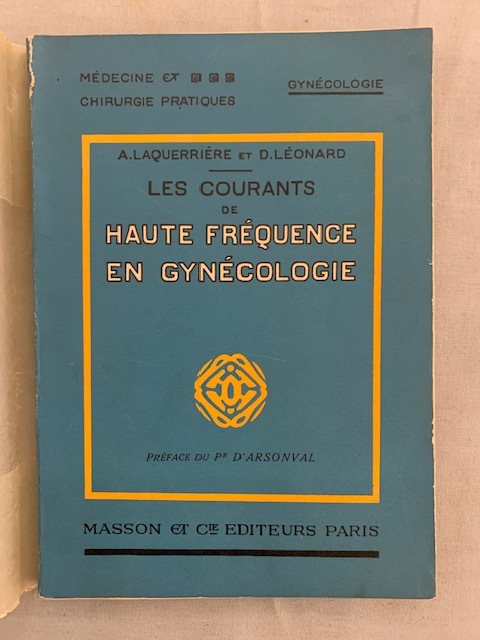 MÉDECINE et
CHIRURGIE PRATIQUES
GYNÉCOLOGIE
A. LAQUERRIÈRE ET D. LÉONARD
LES COURANTS
DE
HAUTE FRÉQUENCE
EN GYNÉCOLOGIE
PRÉFACE DU PR D'ARSONVAL
MASSON et CIE EDITEURS PARIS